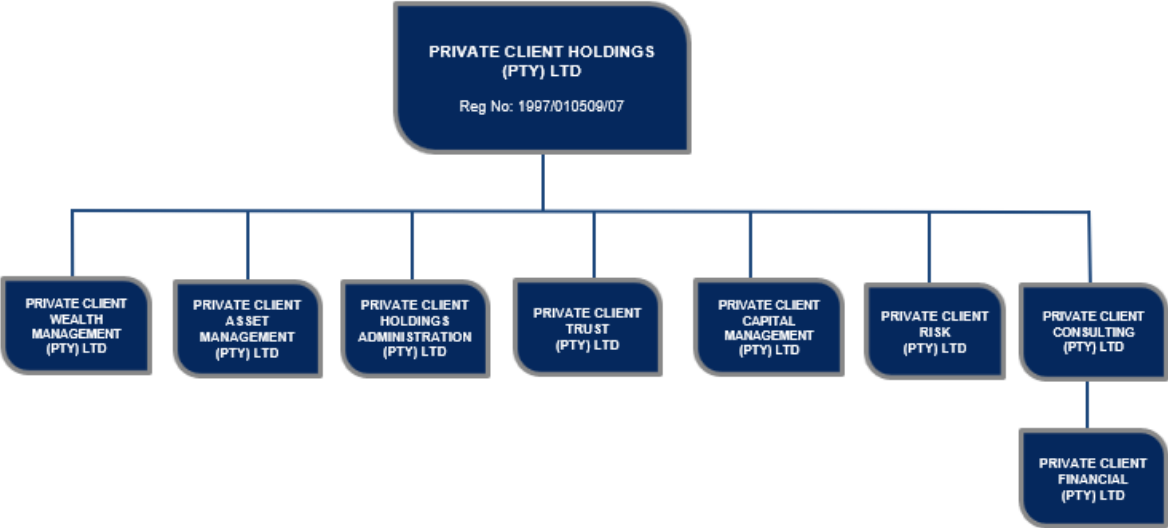 PRIVATE CLIENT HOLDINGS
(PTY) LTD
Reg No: 1997/010509/07
PRIVATE CLIENT
WEALTH
MANAGEMENT
(PTY) LTD
PRIVATE CLIENT
ASSET
MANAGEMENT
(PTY) LTD
PRIVATE CLIENT
HOLDINGS
ADMINISTRATION
(PTY) LTD
PRIVATE CLIENT
TRUST
(PTY) LTD
PRIVATE CLIENT
CAPITAL
MANAGEMENT
(PTY) LTD
PRIVATE CLIENT
RISK
(PTY) LTD
PRIVATE CLIENT
CONSULTING
(PTY) LTD
PRIVATE CLIENT
FINANCIAL
(PTY) LTD